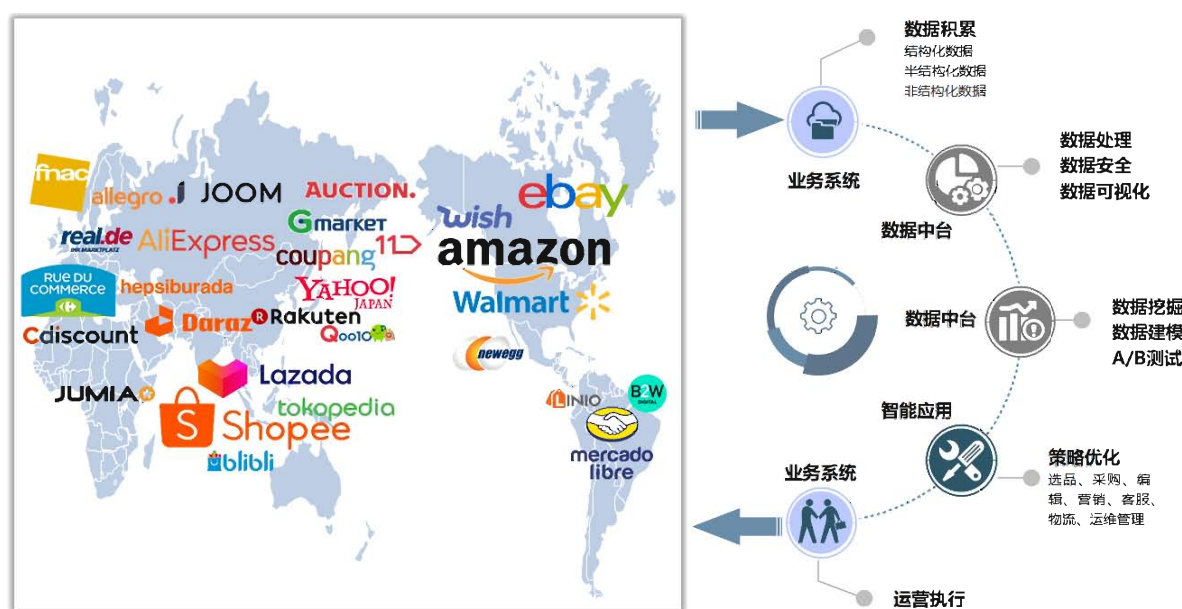 fnac
allegro
JOOM
AUCTION.
Gmarket
real.de
IHR MARKTPLATZ
AliExpress
coupang
11
RUE DU
COMMERCE
hepsiburada
YAHOO!
JAPAN
Cdiscount
Daraz
R Rakuten
Qoo10
JUMIA
Lazada
tokopedia
S Shopee
blibli
ebay
wish
amazon
Walmart
newegg
LINIO
B2W
DIGITAL
mercado
libre
数据积累
结构化数据
半结构化数据
非结构化数据
业务系统
数据处理
数据安全
数据可视化
数据中台
数据中台
数据挖掘
数据建模
A/B测试
智能应用
策略优化
选品、采购、编
辑、营销、客服、
物流、运维管理
业务系统
运营执行